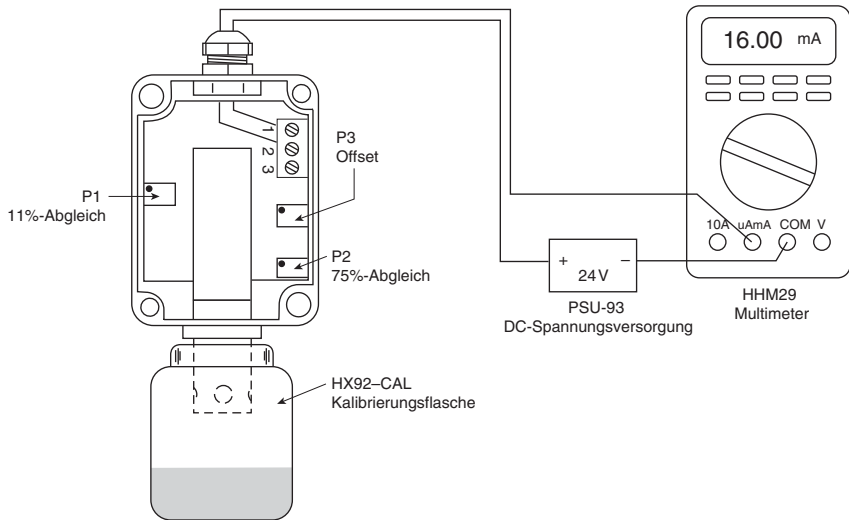 16.00 mA
1
2
3
P3
Offset
P1
11%-Abgleich
P2
75%-Abgleich
10A uAmA COM V
+ –
24V
PSU-93
DC-Spannungsversorgung
HHM29
Multimeter
HX92–CAL
Kalibrierungsflasche